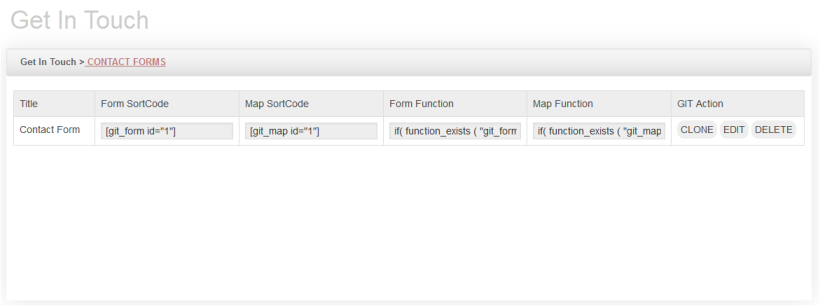 Get In Touch
Get In Touch > CONTACT FORMS
Title Form SortCode Map SortCode Form Function Map Function GIT Action
Contact Form [git_form id="1"] [git_map id="1"] if( function_exists ( "git_form if( function_exists ( "git_map CLONE EDIT DELETE